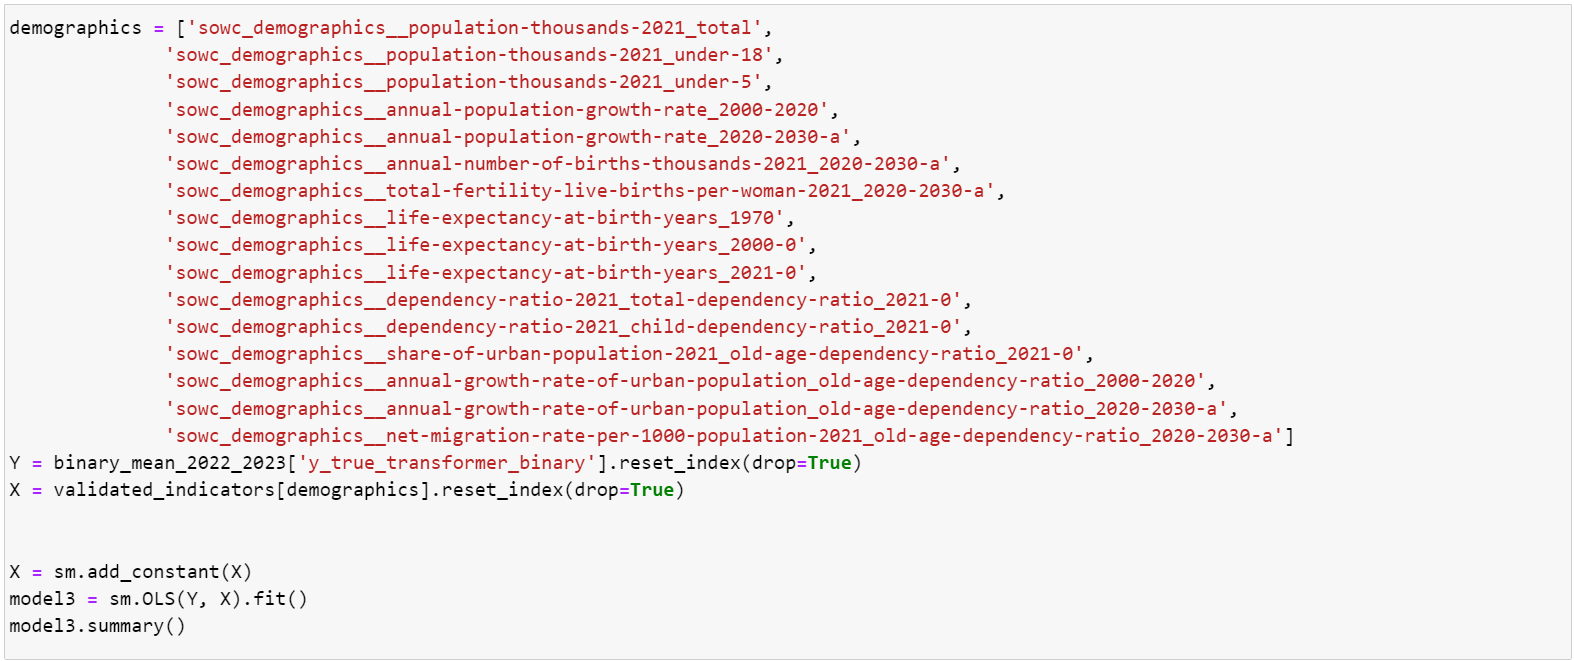 demographics = ['sowc_demographics__population-thousands-2021_total',
'sowc_demographics__population-thousands-2021_under-18',
'sowc_demographics__population-thousands-2021_under-5',
'sowc_demographics__annual-population-growth-rate_2000-2020',
'sowc_demographics__annual-population-growth-rate_2020-2030-a',
'sowc_demographics__annual-number-of-births-thousands-2021_2020-2030-a',
'sowc_demographics__total-fertility-live-births-per-woman-2021_2020-2030-a',
'sowc_demographics__life-expectancy-at-birth-years_1970',
'sowc_demographics__life-expectancy-at-birth-years_2000-0',
'sowc_demographics__life-expectancy-at-birth-years_2021-0',
'sowc_demographics__dependency-ratio-2021_total-dependency-ratio_2021-0',
'sowc_demographics__dependency-ratio-2021_child-dependency-ratio_2021-0',
'sowc_demographics__share-of-urban-population-2021_old-age-dependency-ratio_2021-0',
'sowc_demographics__annual-growth-rate-of-urban-population_old-age-dependency-ratio_2000-2020',
'sowc_demographics__annual-growth-rate-of-urban-population_old-age-dependency-ratio_2020-2030-a',
'sowc_demographics__net-migration-rate-per-1000-population-2021_old-age-dependency-ratio_2020-2030-a']
Y = binary_mean_2022_2023['y_true_transformer_binary'].reset_index(drop=True)
X = validated_indicators[demographics].reset_index(drop=True)
X = sm.add_constant(X)
model3 = sm.OLS(Y, X).fit()
model3.summary()